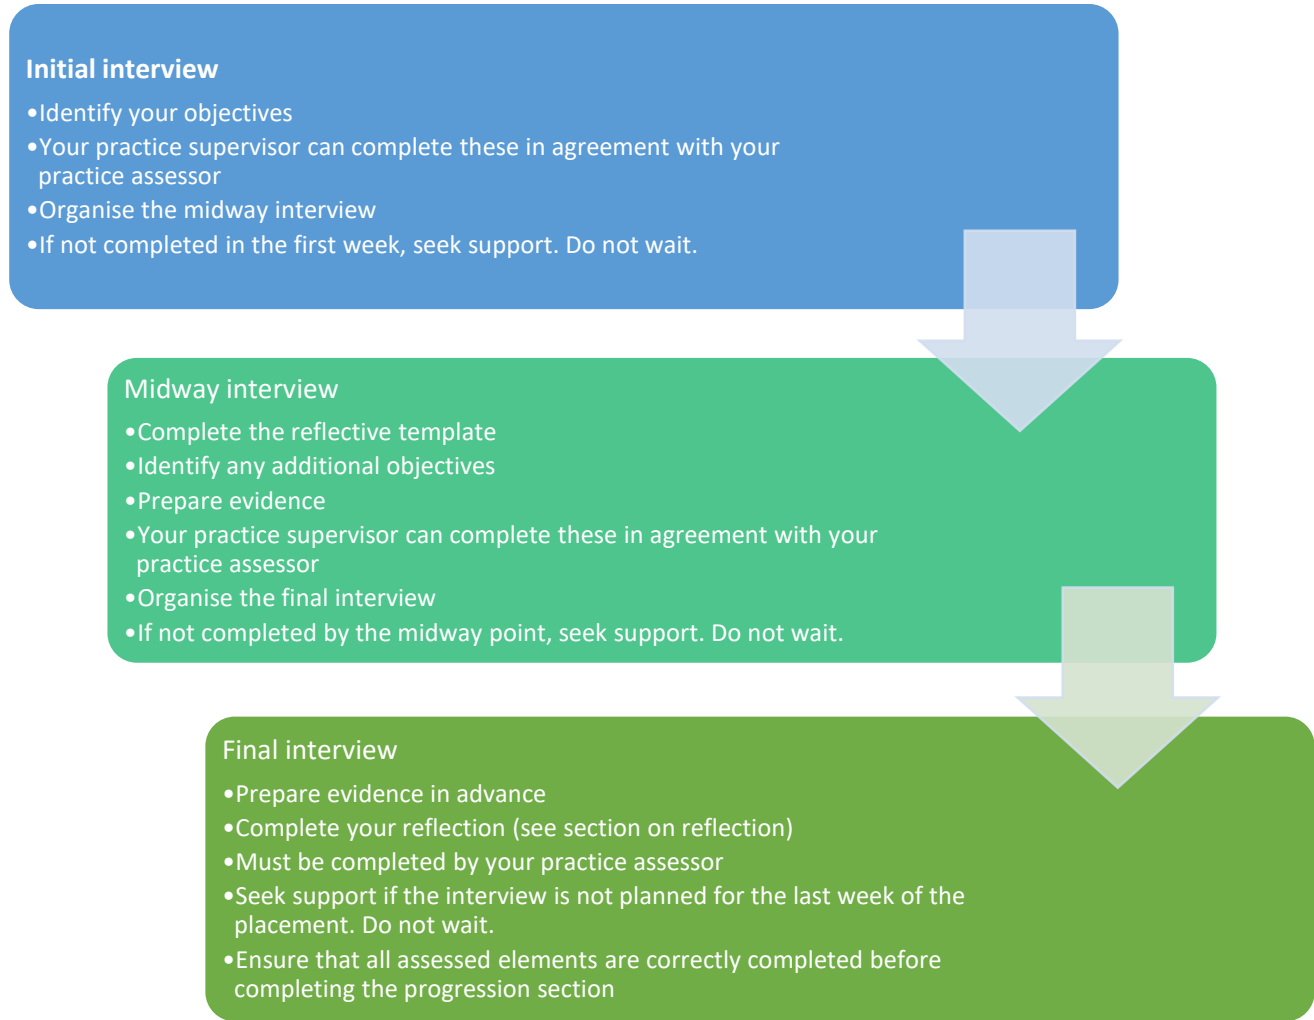 Initial interview
•Identify your objectives
•Your practice supervisor can complete these in agreement with your
practice assessor
•Organise the midway interview
•If not completed in the first week, seek support. Do not wait.
Midway interview
•Complete the reflective template
•Identify any additional objectives
•Prepare evidence
•Your practice supervisor can complete these in agreement with your
practice assessor
•Organise the final interview
•If not completed by the midway point, seek support. Do not wait.
Final interview
•Prepare evidence in advance
•Complete your reflection (see section on reflection)
•Must be completed by your practice assessor
•Seek support if the interview is not planned for the last week of the
placement. Do not wait.
•Ensure that all assessed elements are correctly completed before
completing the progression section